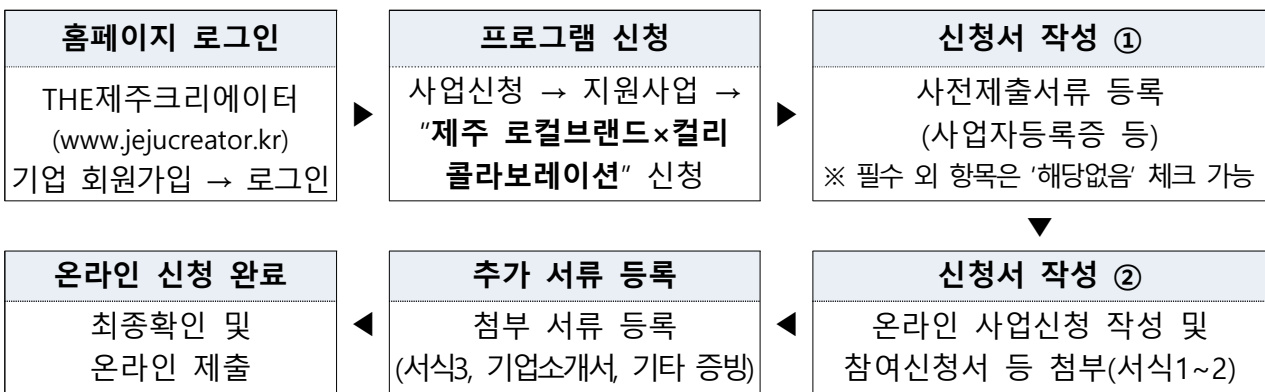 홈페이지 로그인
THE제주크리에이터
(www.jejucreator.kr)
기업 회원가입 → 로그인
▶
프로그램 신청
사업신청 → 지원사업 →
"제주 로컬브랜드×컬리
콜라보레이션" 신청
▶
신청서 작성 ①
사전제출서류 등록
(사업자등록증 등)
※ 필수 외 항목은 '해당없음' 체크 가능
▼
신청서 작성 ②
온라인 사업신청 작성 및
참여신청서 등 첨부(서식1~2)
◀
추가 서류 등록
첨부 서류 등록
(서식3, 기업소개서, 기타 증빙)
◀
온라인 신청 완료
최종확인 및
온라인 제출